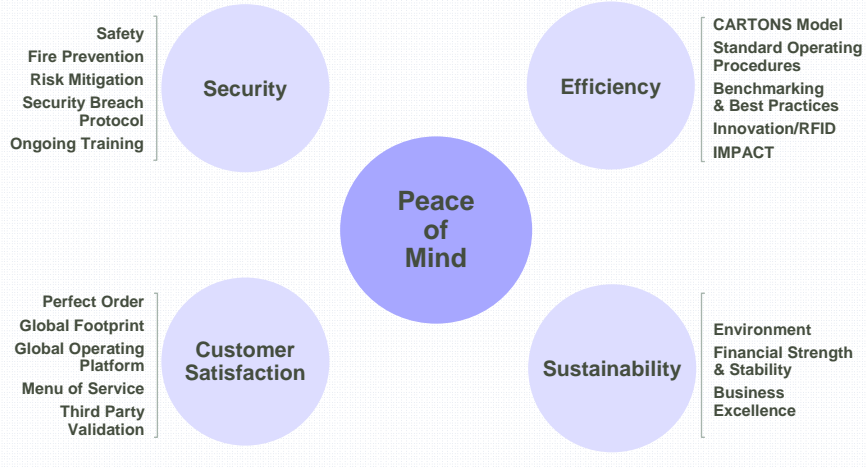 Safety
Fire Prevention
Risk Mitigation
Security Breach
Protocol
Ongoing Training
Security
Efficiency
CARTONS Model
Standard Operating
Procedures
Benchmarking
& Best Practices
Innovation/RFID
IMPACT
Peace
of
Mind
Perfect Order
Global Footprint
Global Operating
Platform
Menu of Service
Third Party
Validation
Customer
Satisfaction
Sustainability
Environment
Financial Strength
& Stability
Business
Excellence